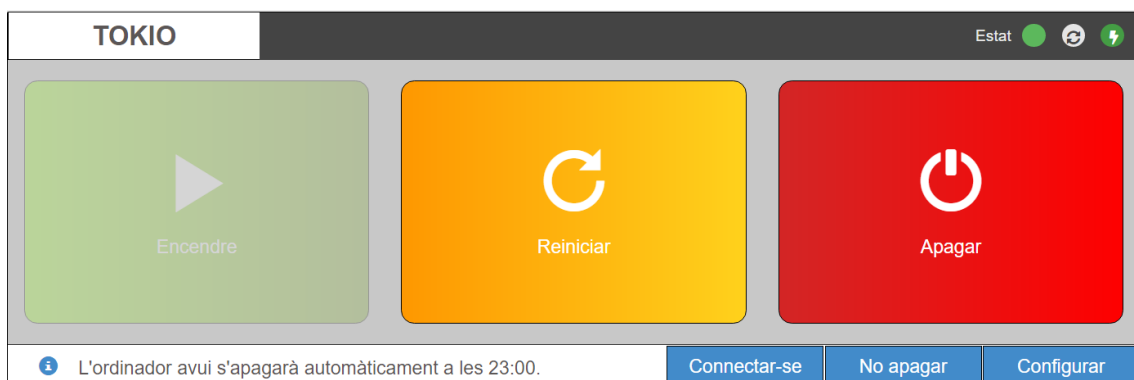 TOKIO
Estat
Encendre
Reiniciar
Apagar
L'ordinador avui s'apagarà automàticament a les 23:00.
Connectar-se
No apagar
Configurar